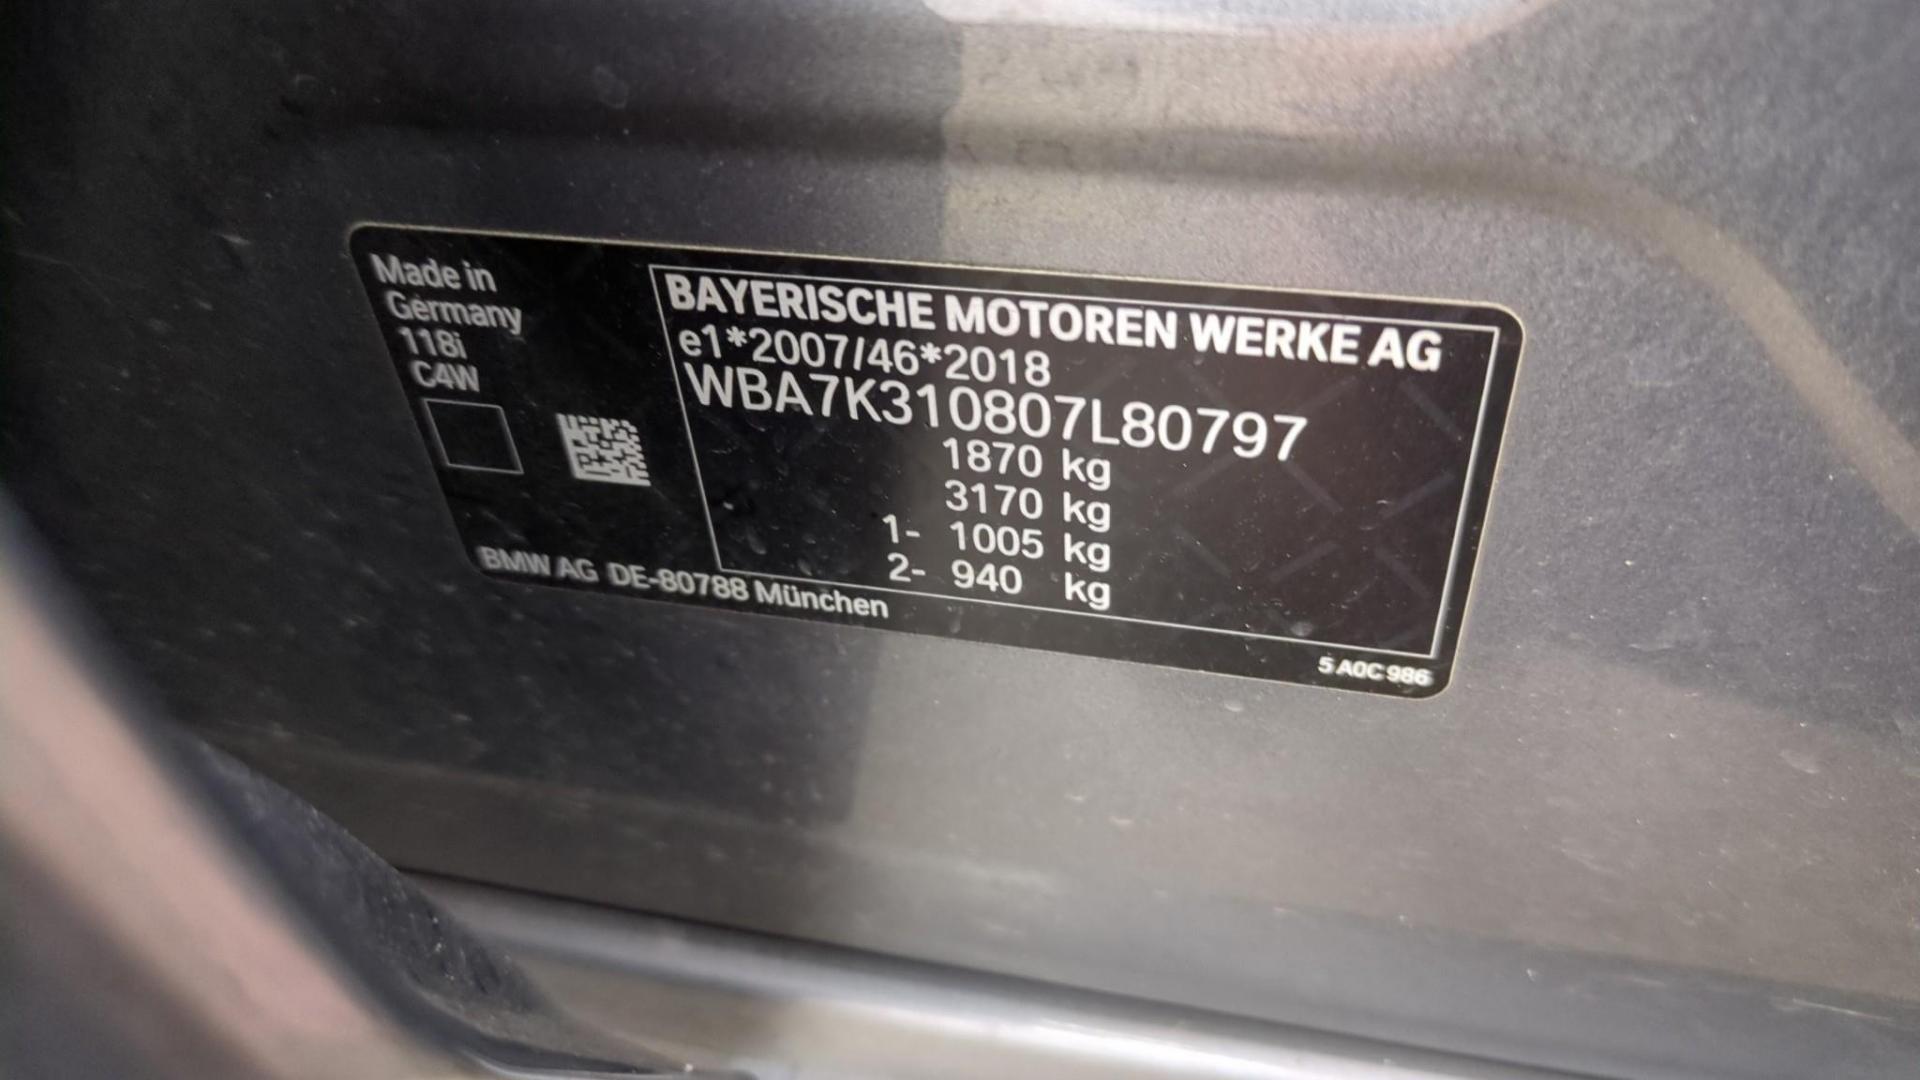 Made in
Germany
118i
C4W
BAYERISCHE MOTOREN WERKE AG
e1*2007/46*2018
WBA7K310807L80797
1870 kg
3170 kg
1- 1005 kg
2- 940 kg
BMW AG DE-80788 München
5 A0C 986